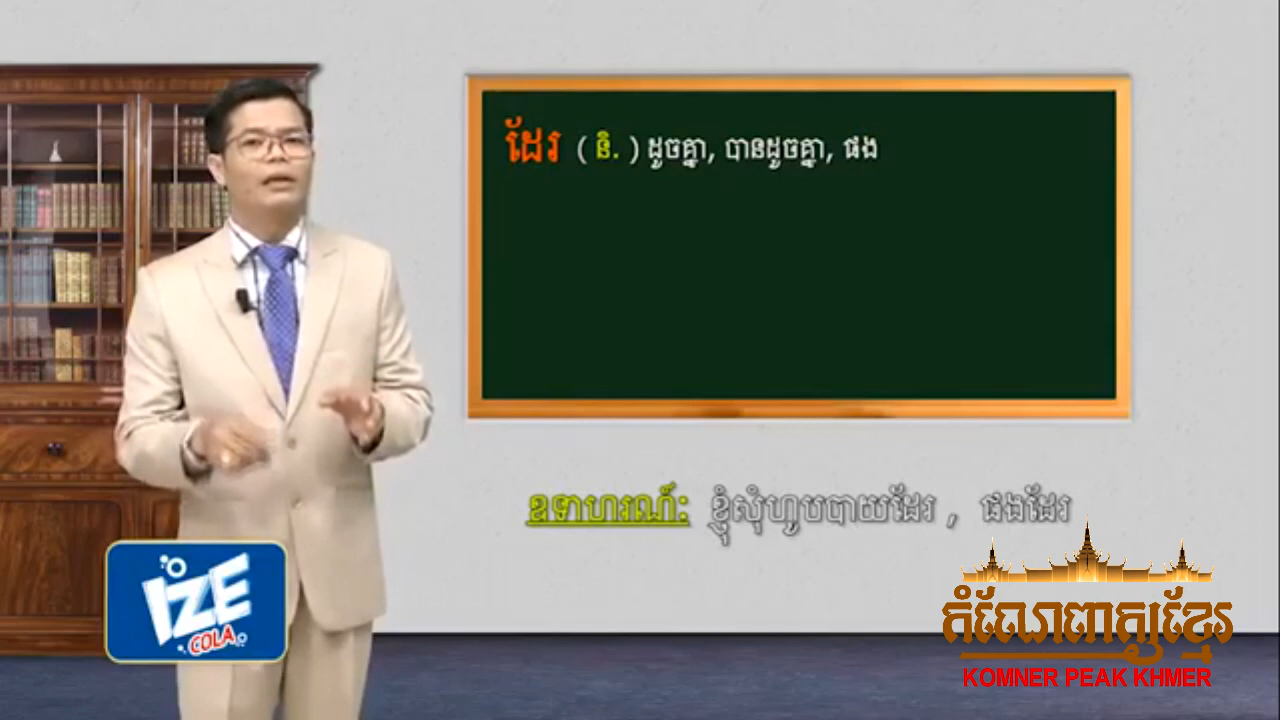 ដែរ ( និ. ) ដូចគ្នា, បានដូចគ្នា, ផង
ឧទាហរណ៍: ខ្ញុំសុំហូបបាយដែរ , ផងដែរ
IZE
COLA
កំណែពាក្យខ្មែរ
KOMNER PEAK KHMER